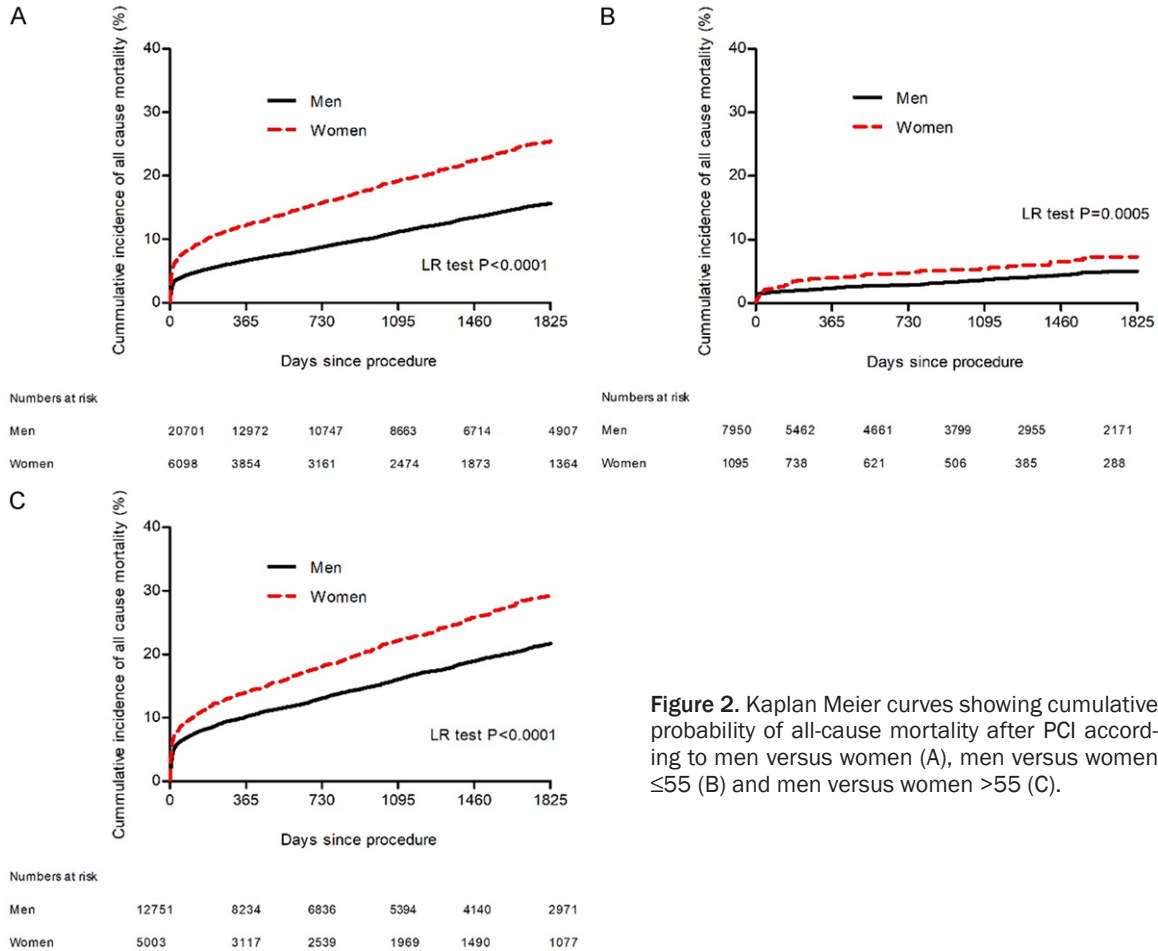 A
Cummulative incidence of all cause mortality (%)
40
30
20
10
0
Men
Women
LR test P<0.0001
0 365 730 1095 1460 1825
Days since procedure
Numbers at risk
Men 20701 12972 10747 8663 6714 4907
Women 6098 3854 3161 2474 1873 1364
B
Cummulative incidence of all cause mortality (%)
40
30
20
10
0
Men
Women
LR test P=0.0005
0 365 730 1095 1460 1825
Days since procedure
Numbers at risk
Men 7950 5462 4661 3799 2955 2171
Women 1095 738 621 506 385 288
C
Cummulative incidence of all cause mortality (%)
40
30
20
10
0
Men
Women
LR test P<0.0001
0 365 730 1095 1460 1825
Days since procedure
Numbers at risk
Men 12751 8234 6836 5394 4140 2971
Women 5003 3117 2539 1969 1490 1077
Figure 2. Kaplan Meier curves showing cumulative
probability of all-cause mortality after PCI accord-
ing to men versus women (A), men versus women
≤55 (B) and men versus women >55 (C).